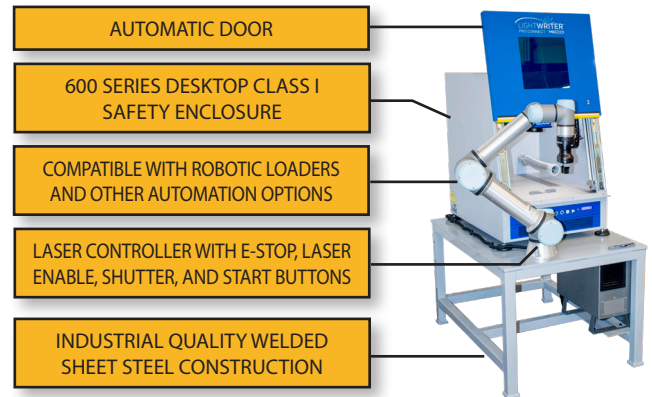 AUTOMATIC DOOR
600 SERIES DESKTOP CLASS I
SAFETY ENCLOSURE
COMPATIBLE WITH ROBOTIC LOADERS
AND OTHER AUTOMATION OPTIONS
LASER CONTROLLER WITH E-STOP, LASER
ENABLE, SHUTTER, AND START BUTTONS
INDUSTRIAL QUALITY WELDED
SHEET STEEL CONSTRUCTION
LIGHTWRITER